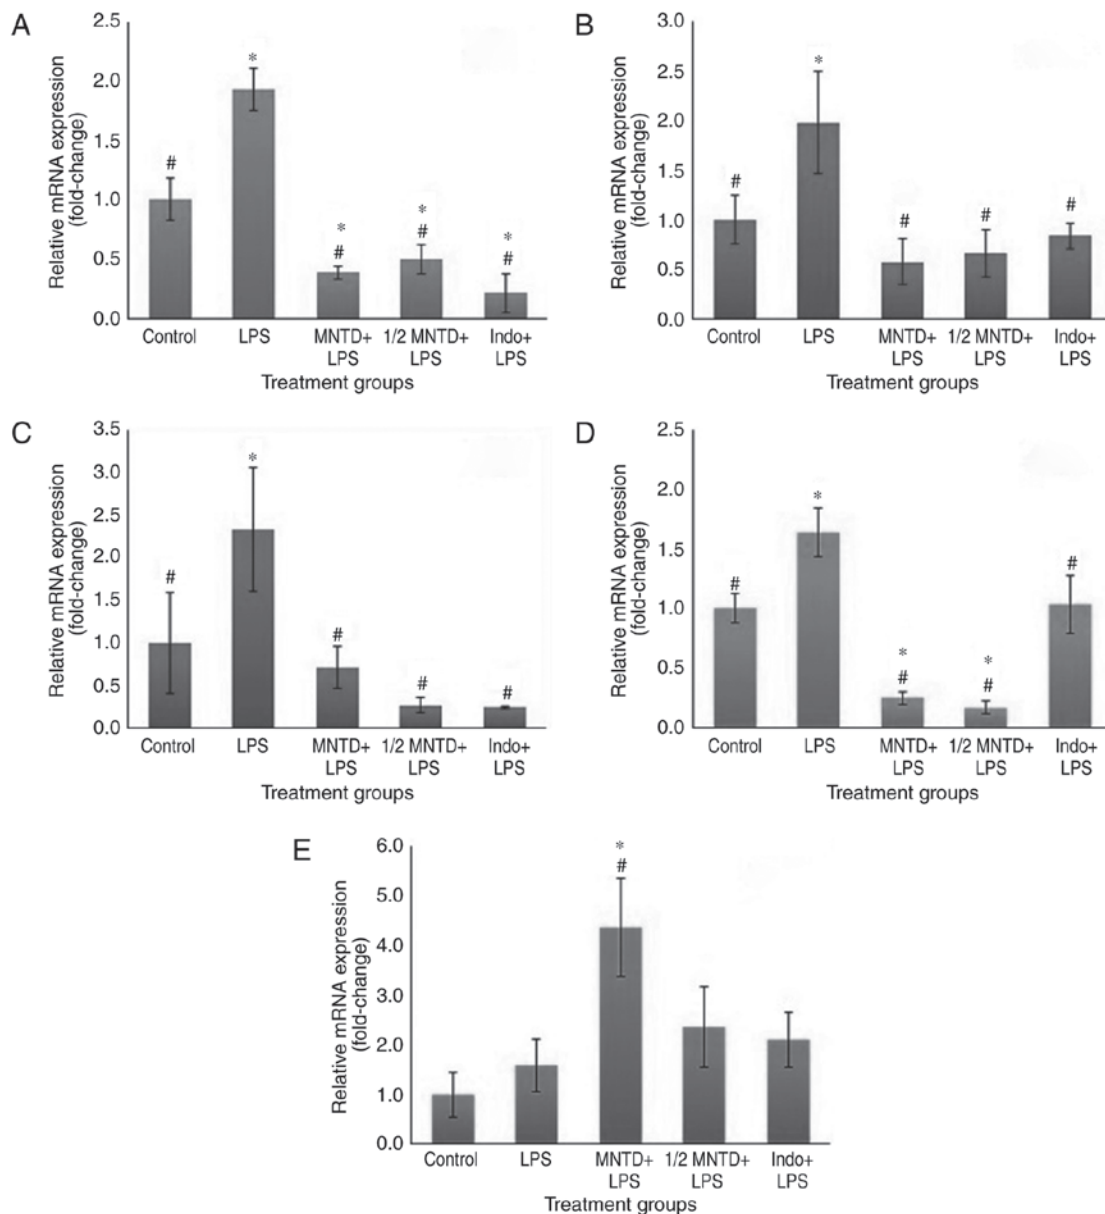 A
Relative mRNA expression
(fold-change)
2.5
2.0
1.5
1.0
0.5
0.0
#
*
*
#
*
#
*
#
Control LPS MNTD+ 1/2 MNTD+ Indo+
LPS LPS LPS
Treatment groups
B
Relative mRNA expression
(fold-change)
3.0
2.5
2.0
1.5
1.0
0.5
0.0
#
*
#
#
#
Control LPS MNTD+ 1/2 MNTD+ Indo+
LPS LPS LPS
Treatment groups
C
Relative mRNA expression
(fold-change)
3.5
3.0
2.5
2.0
1.5
1.0
0.5
0.0
#
*
#
#
#
Control LPS MNTD+ 1/2 MNTD+ Indo+
LPS LPS LPS
Treatment groups
D
Relative mRNA expression
(fold-change)
2.5
2.0
1.5
1.0
0.5
0.0
#
*
*
#
*
#
#
Control LPS MNTD+ 1/2 MNTD+ Indo+
LPS LPS LPS
Treatment groups
E
Relative mRNA expression
(fold-change)
6.0
5.0
4.0
3.0
2.0
1.0
0.0
*
#
Control LPS MNTD+ 1/2 MNTD+ Indo+
LPS LPS LPS
Treatment groups